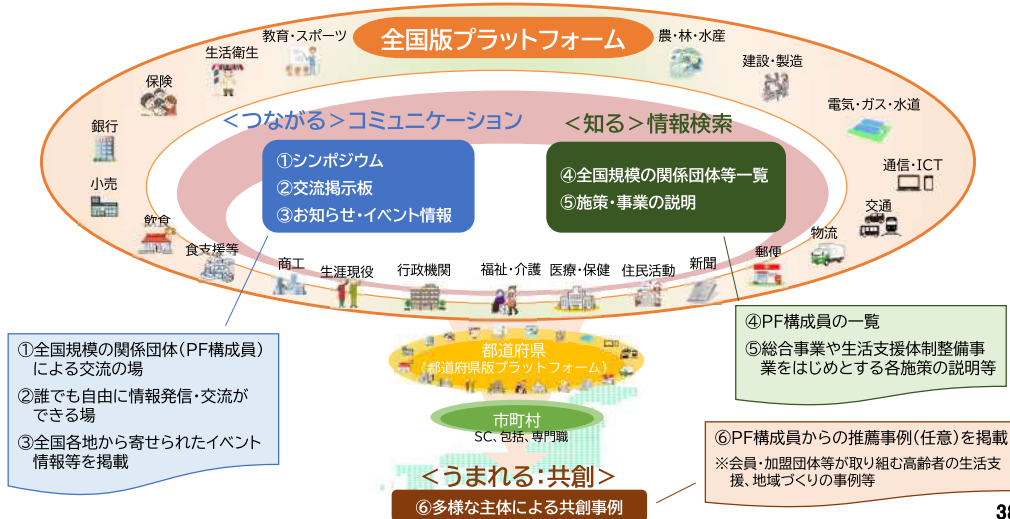 全国版プラットフォーム
教育・スポーツ
農・林・水産
生活衛生
建設・製造
保険
電気・ガス・水道
銀行
通信・ICT
小売
交通
飲食
物流
食支援等
郵便
商工
生涯現役
行政機関
福祉・介護
医療・保健
住民活動
新聞
<つながる>コミュニケーション
①シンポジウム
②交流掲示板
③お知らせ・イベント情報
<知る>情報検索
④全国規模の関係団体等一覧
⑤施策・事業の説明
①全国規模の関係団体(PF構成員)
による交流の場
②誰でも自由に情報発信・交流が
できる場
③全国各地から寄せられたイベント
情報等を掲載
④PF構成員の一覧
⑤総合事業や生活支援体制整備事
業をはじめとする各施策の説明等
都道府県
(都道府県版プラットフォーム)
市町村
SC、包括、専門職
<うまれる:共創>
⑥多様な主体による共創事例
⑥PF構成員からの推薦事例(任意)を掲載
※会員・加盟団体等が取り組む高齢者の生活支
援、地域づくりの事例等
38